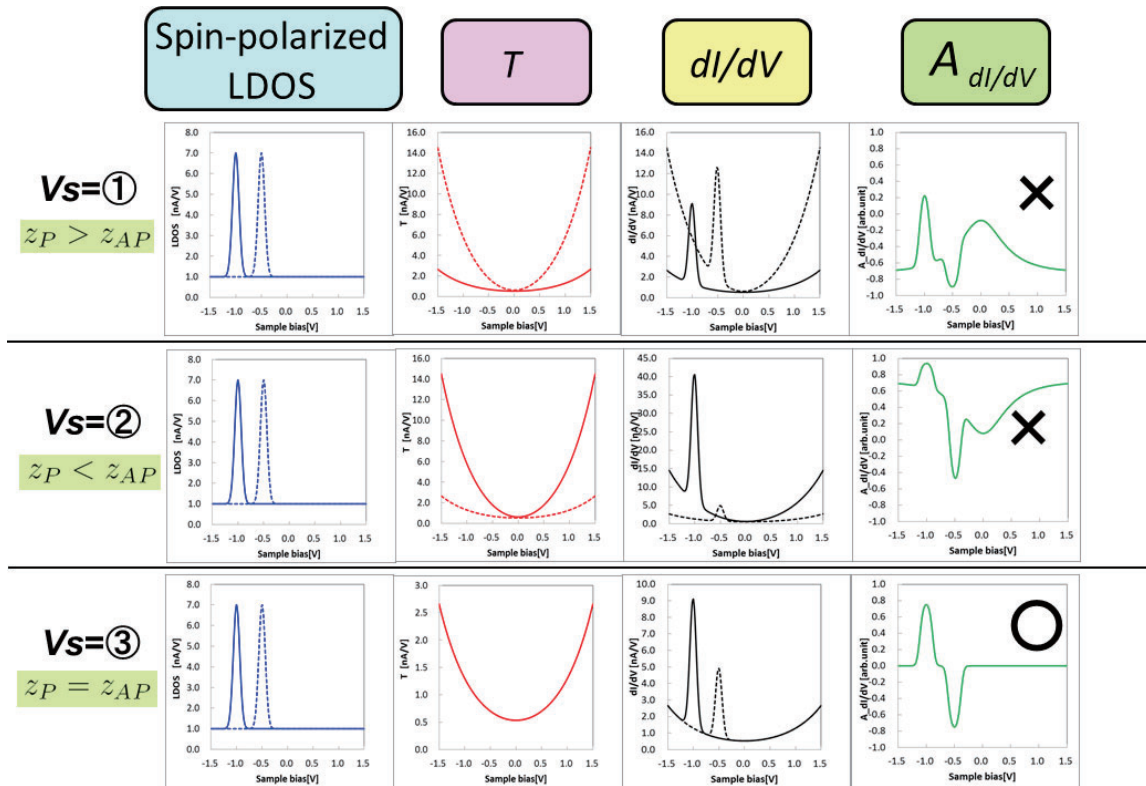 Spin-polarized
LDOS
T
dI/dV
A dI/dV
Vs=①
z_P > z_AP
LDOS [nA/V]
8.0
7.0
6.0
5.0
4.0
3.0
2.0
1.0
0.0
-1.5 -1.0 -0.5 0.0 0.5 1.0 1.5
Sample bias[V]
T [nA/V]
16.0
14.0
12.0
10.0
8.0
6.0
4.0
2.0
0.0
-1.5 -1.0 -0.5 0.0 0.5 1.0 1.5
Sample bias[V]
dI/dV [nA/V]
16.0
14.0
12.0
10.0
8.0
6.0
4.0
2.0
0.0
-1.5 -1.0 -0.5 0.0 0.5 1.0 1.5
Sample bias[V]
A_dI/dV [arb.unit]
1.0
0.8
0.6
0.4
0.2
0.0
-0.2
-0.4
-0.6
-0.8
-1.0
-1.5 -1.0 -0.5 0.0 0.5 1.0 1.5
Sample bias[V]
Vs=②
z_P < z_AP
LDOS [nA/V]
8.0
7.0
6.0
5.0
4.0
3.0
2.0
1.0
0.0
-1.5 -1.0 -0.5 0.0 0.5 1.0 1.5
Sample bias[V]
T [nA/V]
16.0
14.0
12.0
10.0
8.0
6.0
4.0
2.0
0.0
-1.5 -1.0 -0.5 0.0 0.5 1.0 1.5
Sample bias[V]
dI/dV [nA/V]
45.0
40.0
35.0
30.0
25.0
20.0
15.0
10.0
5.0
0.0
-1.5 -1.0 -0.5 0.0 0.5 1.0 1.5
Sample bias[V]
A_dI/dV [arb.unit]
1.0
0.8
0.6
0.4
0.2
0.0
-0.2
-0.4
-0.6
-0.8
-1.0
-1.5 -1.0 -0.5 0.0 0.5 1.0 1.5
Sample bias[V]
Vs=③
z_P = z_AP
LDOS [nA/V]
8.0
7.0
6.0
5.0
4.0
3.0
2.0
1.0
0.0
-1.5 -1.0 -0.5 0.0 0.5 1.0 1.5
Sample bias[V]
T [nA/V]
3.0
2.5
2.0
1.5
1.0
0.5
0.0
-1.5 -1.0 -0.5 0.0 0.5 1.0 1.5
Sample bias[V]
dI/dV [nA/V]
10.0
9.0
8.0
7.0
6.0
5.0
4.0
3.0
2.0
1.0
0.0
-1.5 -1.0 -0.5 0.0 0.5 1.0 1.5
Sample bias[V]
A_dI/dV [arb.unit]
1.0
0.8
0.6
0.4
0.2
0.0
-0.2
-0.4
-0.6
-0.8
-1.0
-1.5 -1.0 -0.5 0.0 0.5 1.0 1.5
Sample bias[V]